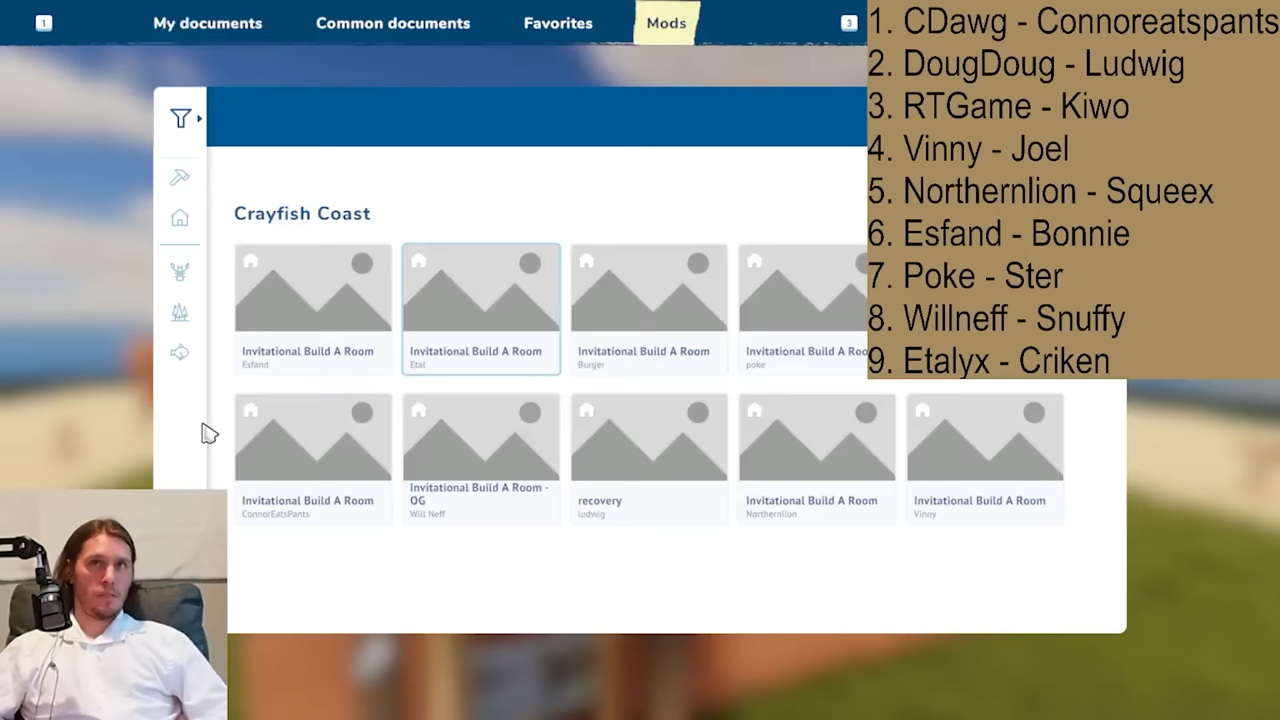 1
My documents
Common documents
Favorites
Mods
3
1. CDawg - Connoreatspants
2. DougDoug - Ludwig
3. RTGame - Kiwo
4. Vinny - Joel
5. Northernlion - Squeex
6. Esfand - Bonnie
7. Poke - Ster
8. Willneff - Snuffy
9. Etalyx - Criken
Crayfish Coast
Invitational Build A Room
Esfand
Invitational Build A Room
Etal
Invitational Build A Room
Burger
Invitational Build A Roo
poke
Invitational Build A Room
ConnorEatsPants
Invitational Build A Room -
OG
Will Neff
recovery
ludwig
Invitational Build A Room
Northernlion
Invitational Build A Room
Vinny